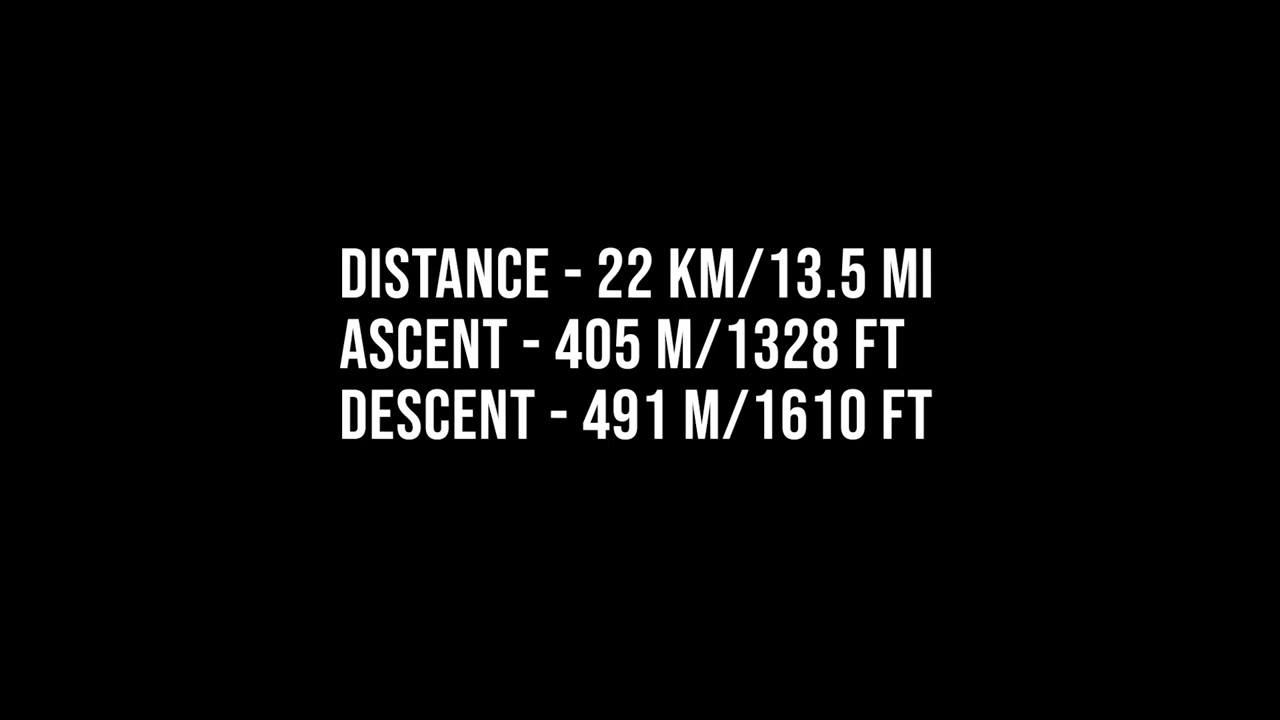 DISTANCE - 22 KM/13.5 MI
ASCENT - 405 M/1328 FT
DESCENT - 491 M/1610 FT